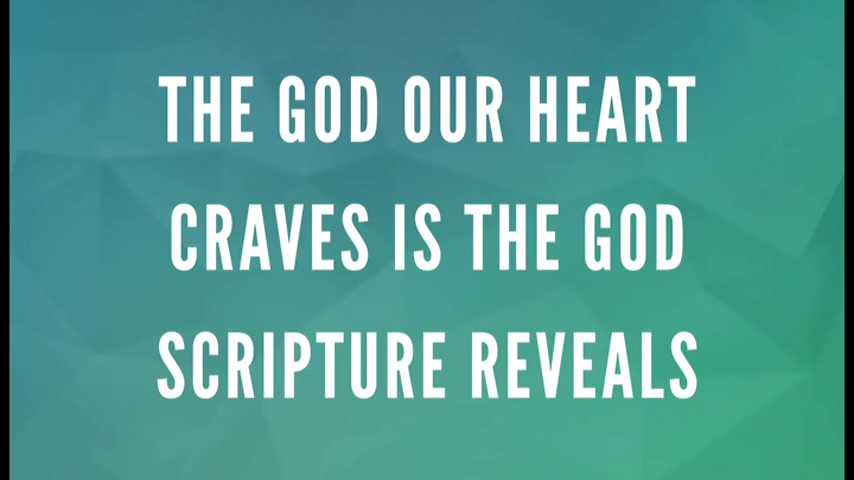 THE GOD OUR HEART
CRAVES IS THE GOD
SCRIPTURE REVEALS